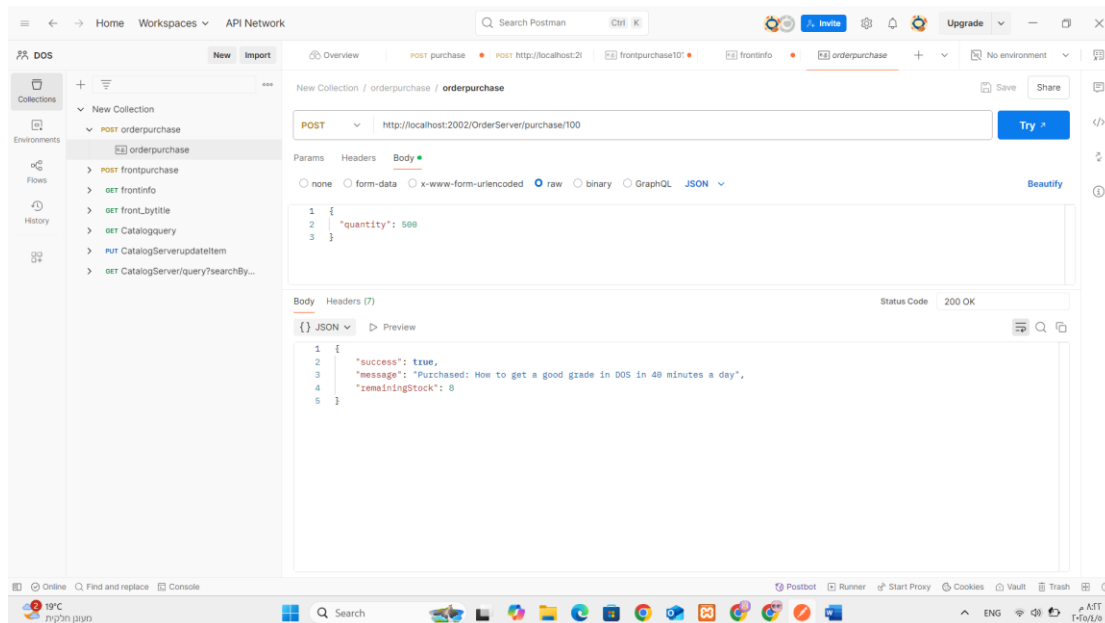 Home Workspaces API Network Search Postman Ctrl K Invite Upgrade
DOS New Import Overview POST purchase POST http://localhost:2( frontpurchase10: frontinfo orderpurchase No environment
Collections
New Collection / orderpurchase / orderpurchase Save Share
New Collection
POST orderpurchase
POST http://localhost:2002/OrderServer/purchase/100 Try
Environments
orderpurchase
Params Headers Body
POST frontpurchase
Flows
GET frontinfo
none form-data x-www-form-urlencoded raw binary GraphQL JSON Beautify
History
GET front_bytitle
GET Catalogquery
PUT CatalogServerupdateItem
GET CatalogServer/query?searchBy...
1 {
2 "quantity": 500
3 }
Body Headers (7) Status Code 200 OK
{} JSON Preview
1 {
2 "success": true,
3 "message": "Purchased: How to get a good grade in DOS in 40 minutes a day",
4 "remainingStock": 8
5 }
Online Find and replace Console Postbot Runner Start Proxy Cookies Vault Trash
2 19°C
מעונן חלקית
Search
ENG
م ٨:٢٢
٢٠٢٥/٤/٥